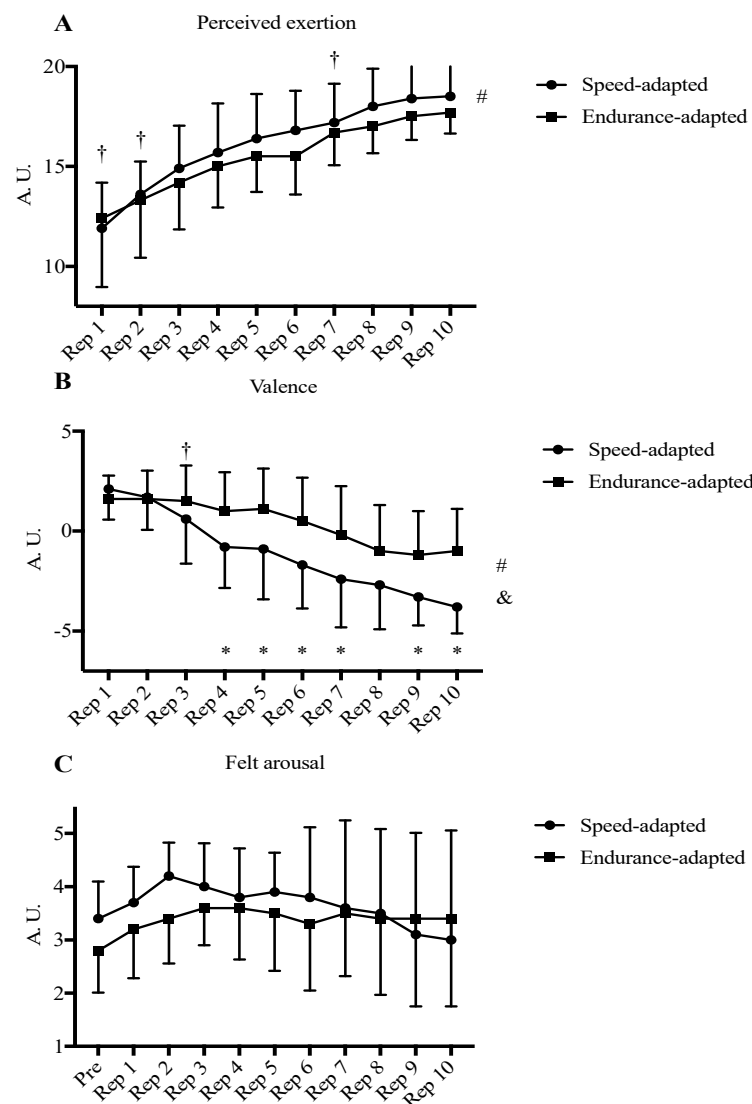 A
Perceived exertion
†
20
Speed-adapted
#
Endurance-adapted
†
†
15
A. U.
10
Rep 1
Rep 2
Rep 3
Rep 4
Rep 5
Rep 6
Rep 7
Rep 8
Rep 9
Rep 10
B
Valence
5
†
Speed-adapted
Endurance-adapted
0
A. U.
#
&
-5
* * * * * *
Rep 1
Rep 2
Rep 3
Rep 4
Rep 5
Rep 6
Rep 7
Rep 8
Rep 9
Rep 10
C
Felt arousal
5
Speed-adapted
Endurance-adapted
4
A. U.
3
2
1
Pre
Rep 1
Rep 2
Rep 3
Rep 4
Rep 5
Rep 6
Rep 7
Rep 8
Rep 9
Rep 10